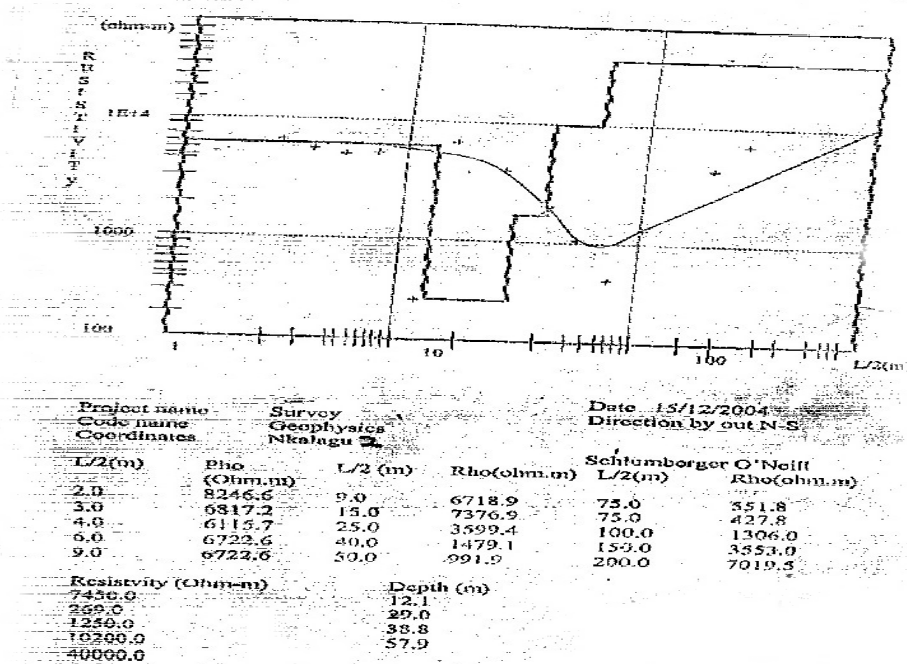 (ohm-m)
1E14
1000
100
1
10
100
L/2(m
Project name
Survey
Date 15/12/2004
Code name
Geophysics
Direction by out N-S
Coordinates
Nkalagu 2
L/2(m) Pho (Ohm.m) L/2 (m) Rho(ohm.m) Schlumberger O'Neill L/2(m) Rho(ohm.m)
2.0 8246.6 9.0 6718.9 75.0 551.8
3.0 6817.2 15.0 7376.9 75.0 427.8
4.0 6115.7 25.0 3599.4 100.0 1306.0
6.0 6722.6 40.0 1479.1 150.0 3553.0
9.0 6722.6 50.0 991.9 200.0 7019.5
Resistvity (Ohm-m) Depth (m)
7450.0 12.1
269.0 29.0
1250.0 38.8
10200.0 57.9
40000.0